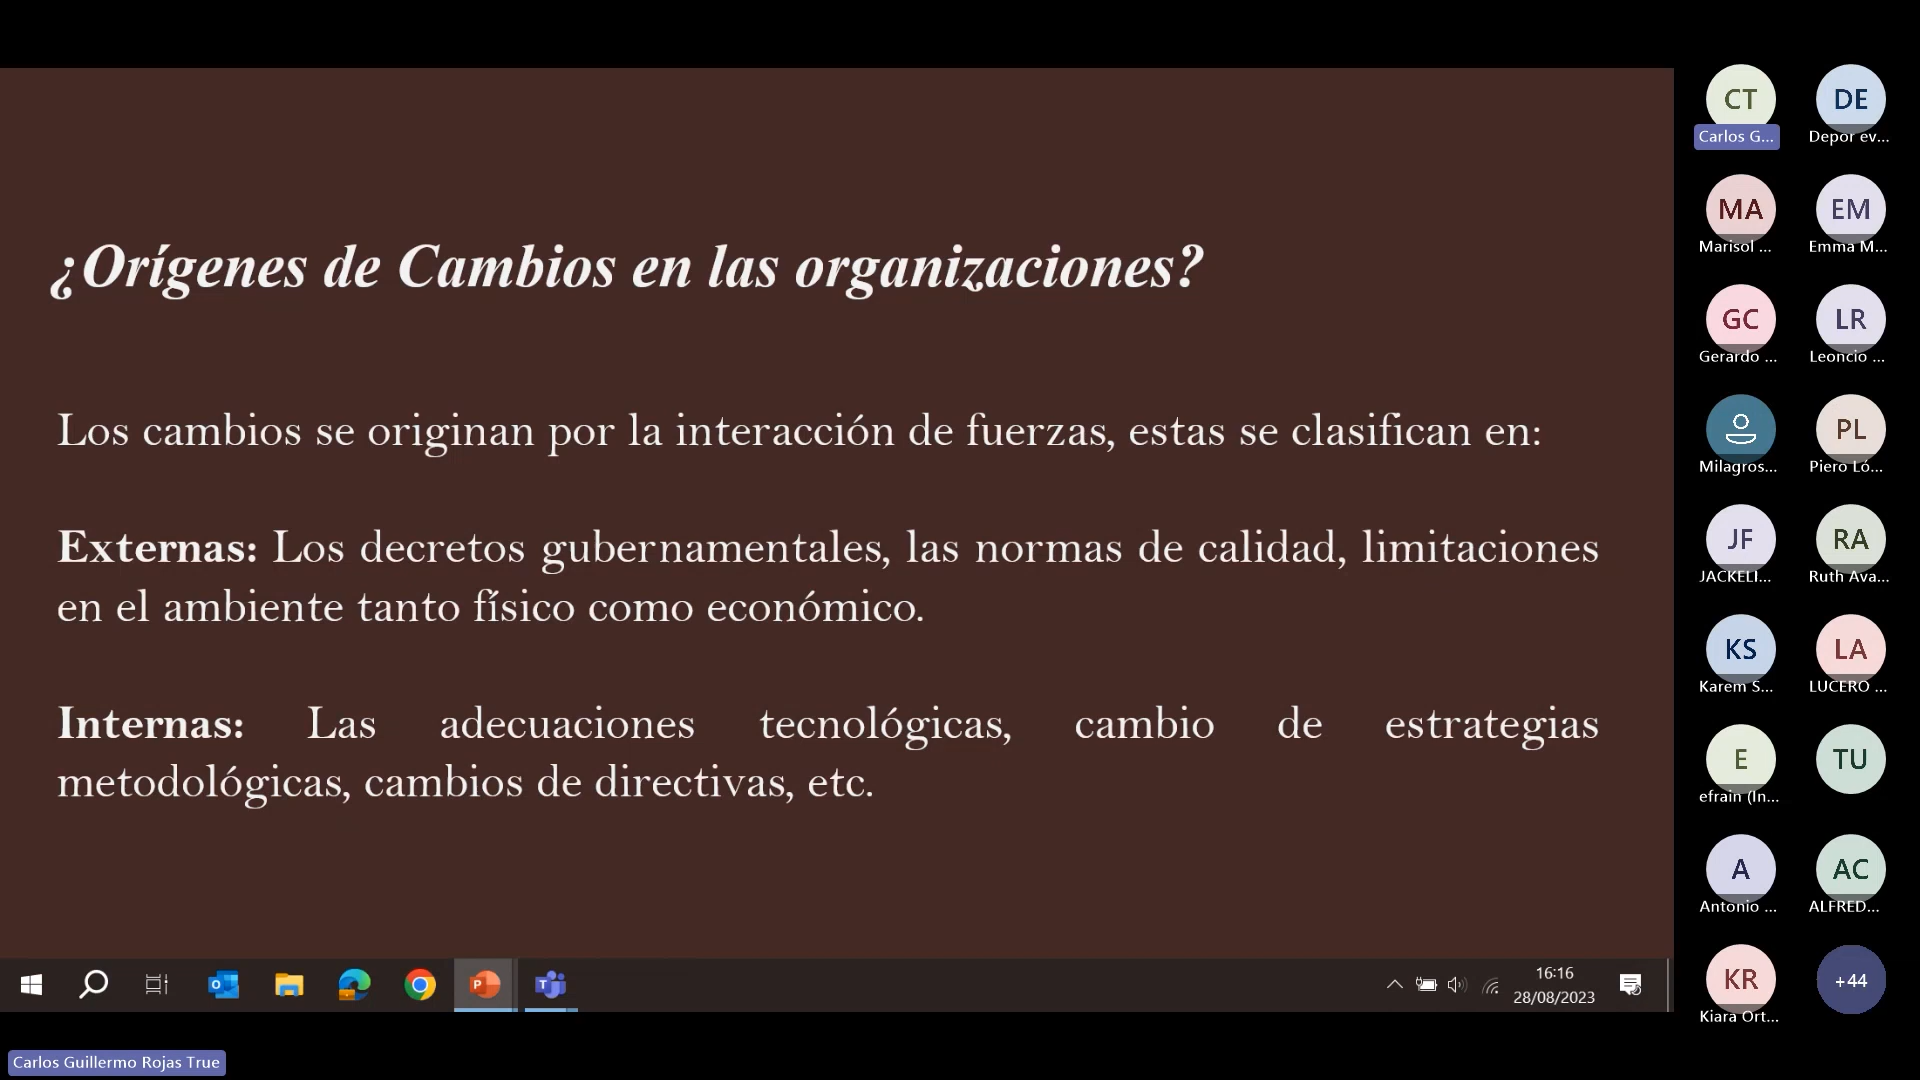 ¿Orígenes de Cambios en las organizaciones?
Los cambios se originan por la interacción de fuerzas, estas se clasifican en:
Externas: Los decretos gubernamentales, las normas de calidad, limitaciones
en el ambiente tanto físico como económico.
Internas: Las adecuaciones tecnológicas, cambio de estrategias
metodológicas, cambios de directivas, etc.
16:16
28/08/2023
Carlos Guillermo Rojas True
CT
Carlos G...
DE
Depor ev...
MA
Marisol ...
EM
Emma M...
GC
Gerardo ...
LR
Leoncio ...
Milagros...
PL
Piero Ló...
JF
JACKELI...
RA
Ruth Ava...
KS
Karem S...
LA
LUCERO ...
E
efrain (In...
TU
A
Antonio ...
AC
ALFRED...
KR
Kiara Ort...
+44